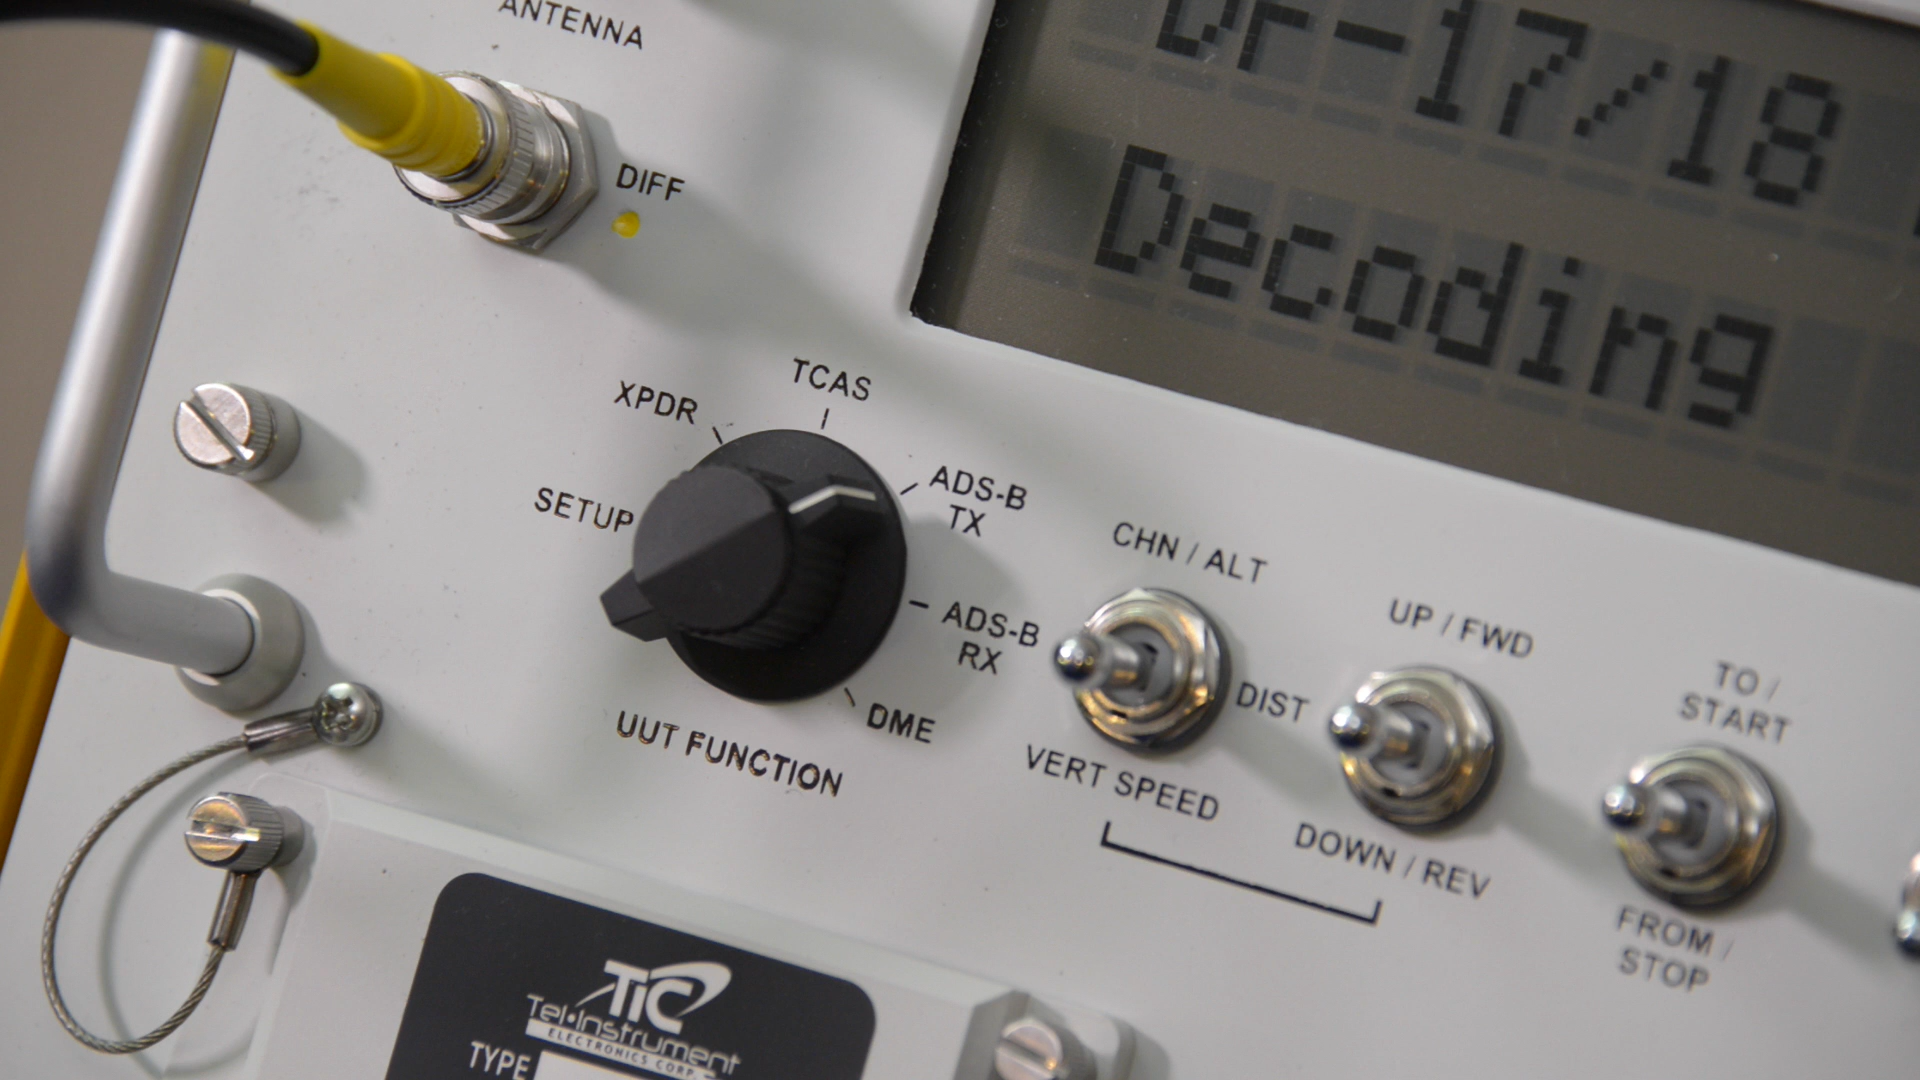 ANTENNA
DF-17/18
Decoding
DIFF
TCAS
XPDR
SETUP
ADS-B
TX
ADS-B
RX
DME
UUT FUNCTION
CHN / ALT
DIST
VERT SPEED
UP / FWD
DOWN / REV
TO /
START
FROM /
STOP
TIC
Tel-Instrument
ELECTRONICS CORP.
TYPE